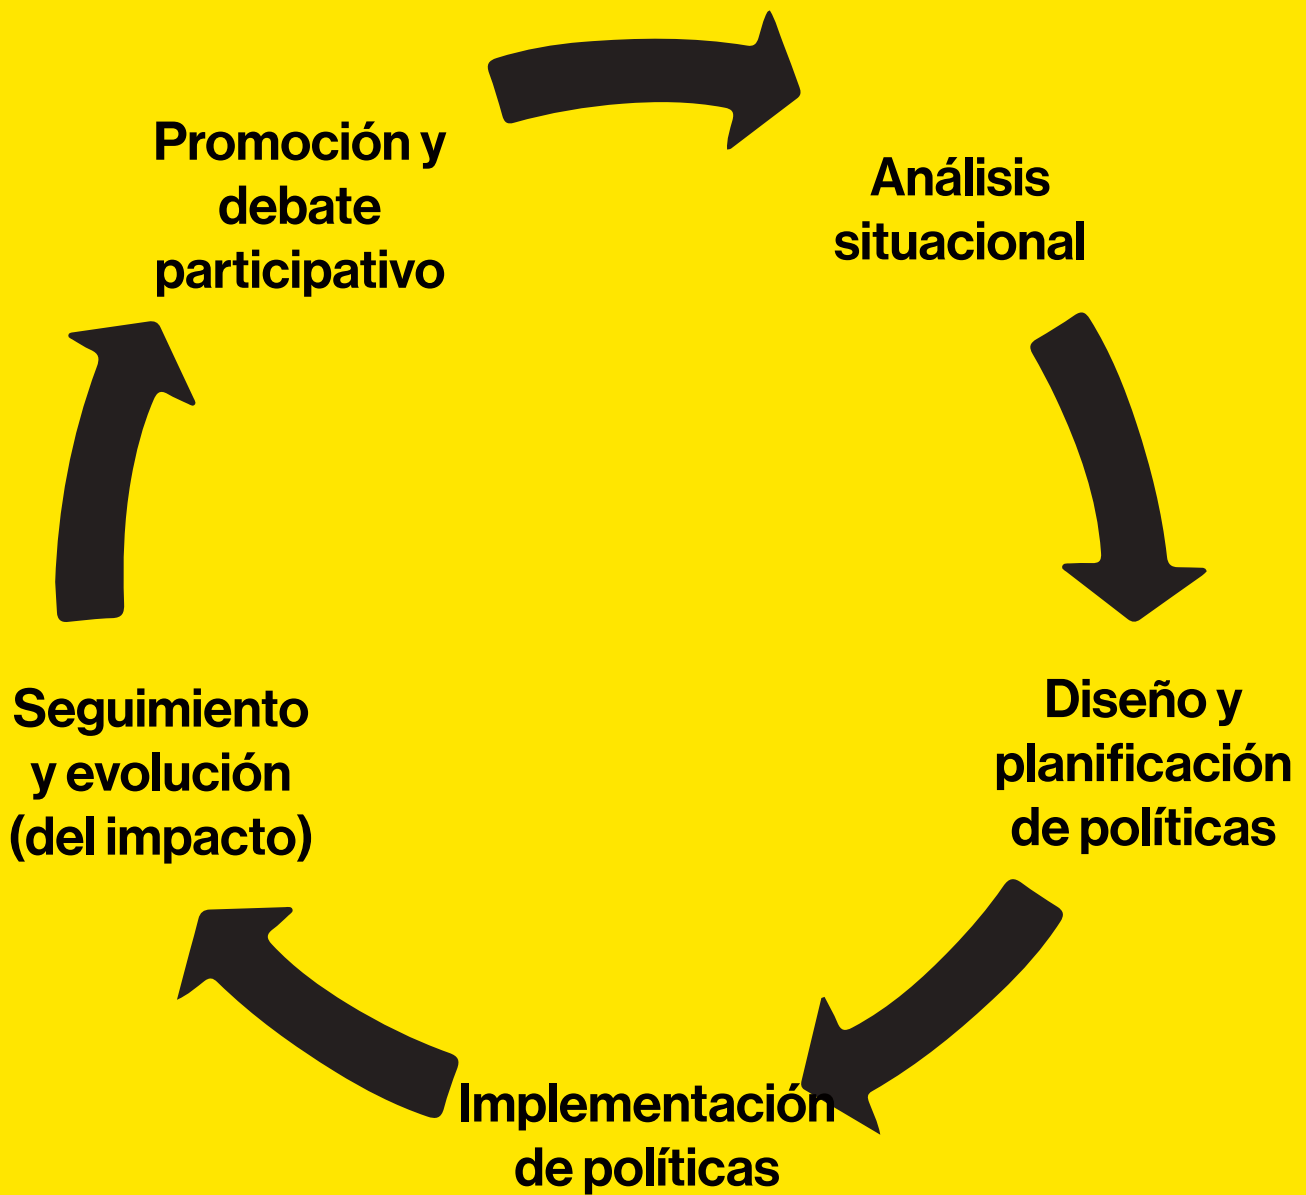 Promoción y
debate
participativo
Análisis
situacional
Diseño y
planificación
de políticas
Implementación
de políticas
Seguimiento
y evolución
(del impacto)